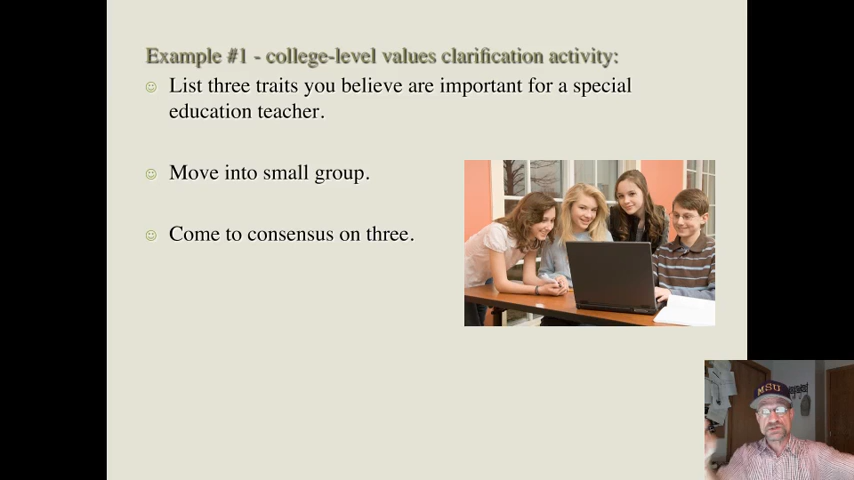 Example #1 - college-level values clarification activity:
List three traits you believe are important for a special
education teacher.
Move into small group.
Come to consensus on three.
MSU